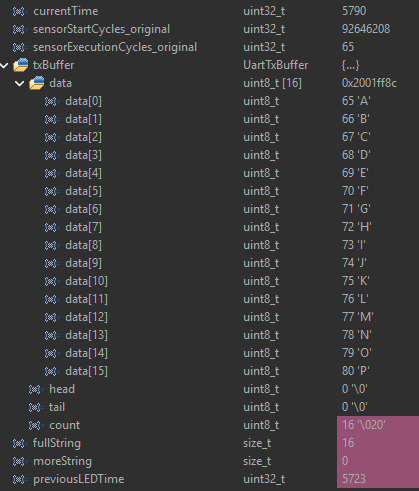 currentTime uint32_t 5790
sensorStartCycles_original uint32_t 92646208
sensorExecutionCycles_original uint32_t 65
txBuffer UartTxBuffer {...}
data uint8_t [16] 0x2001ff8c
data[0] uint8_t 65 'A'
data[1] uint8_t 66 'B'
data[2] uint8_t 67 'C'
data[3] uint8_t 68 'D'
data[4] uint8_t 69 'E'
data[5] uint8_t 70 'F'
data[6] uint8_t 71 'G'
data[7] uint8_t 72 'H'
data[8] uint8_t 73 'I'
data[9] uint8_t 74 'J'
data[10] uint8_t 75 'K'
data[11] uint8_t 76 'L'
data[12] uint8_t 77 'M'
data[13] uint8_t 78 'N'
data[14] uint8_t 79 'O'
data[15] uint8_t 80 'P'
head uint8_t 0 '\0'
tail uint8_t 0 '\0'
count uint8_t 16 '\020'
fullString size_t 16
moreString size_t 0
previousLEDTime uint32_t 5723